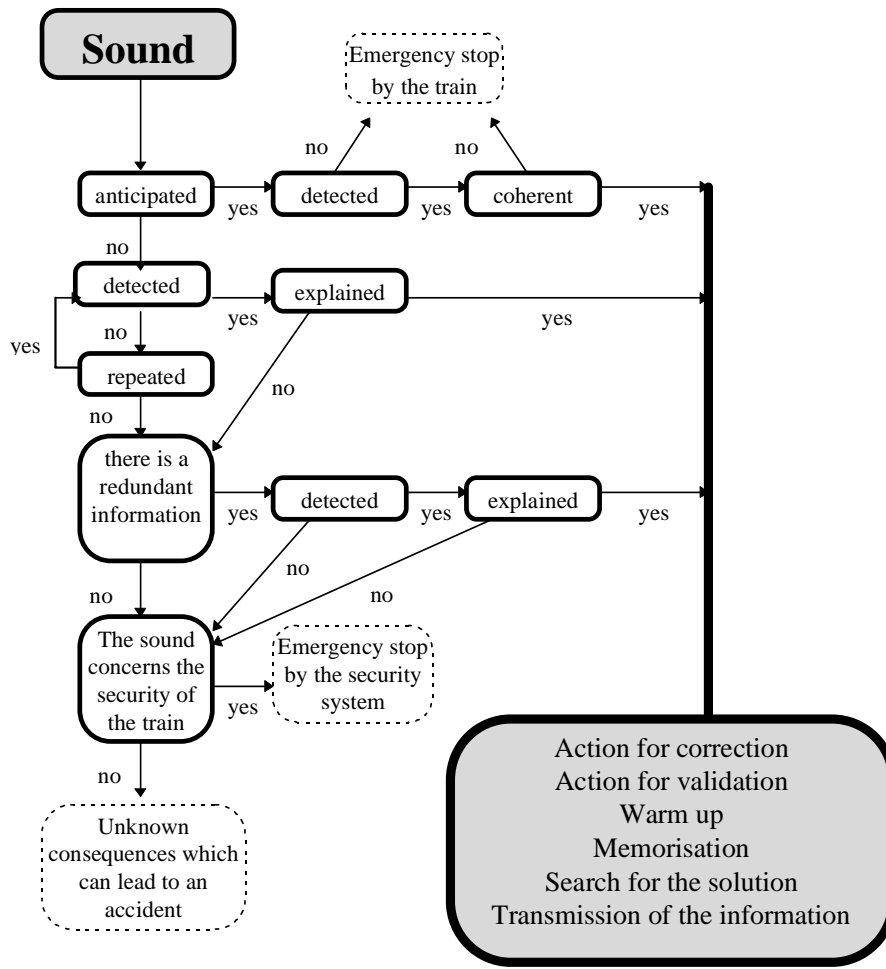 Sound
Emergency stop
by the train
no
no
anticipated
yes
detected
yes
coherent
yes
no
detected
yes
explained
yes
yes
no
repeated
no
no
there is a
redundant
information
yes
detected
yes
explained
yes
no
no
no
The sound
concerns the
security of
the train
yes
Emergency stop
by the security
system
no
Unknown
consequences which
can lead to an
accident
Action for correction
Action for validation
Warm up
Memorisation
Search for the solution
Transmission of the information